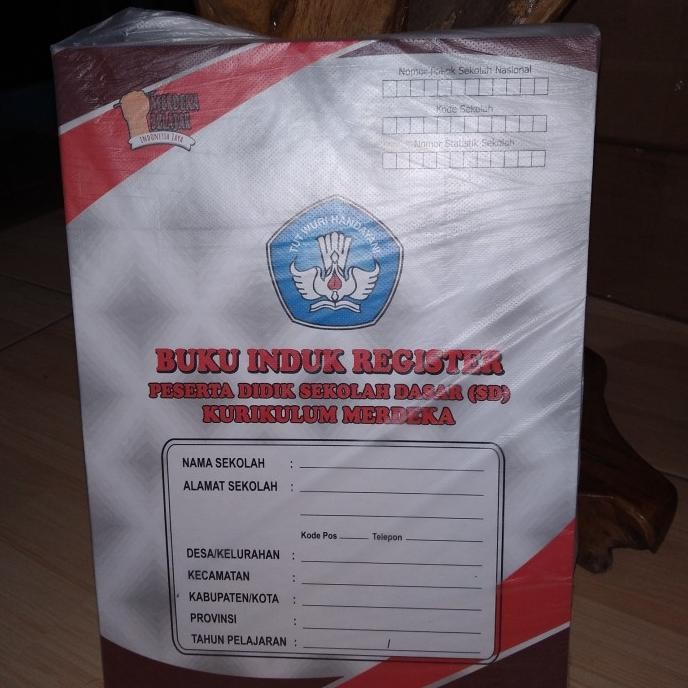 MERDEKA
BELAJAR
INDONESIA JAYA
Nomor Pokok Sekolah Nasional
Kode Sekolah
Nomor Statistik Sekolah
TUT WURI HANDAYANI
BUKU INDUK REGISTER
PESERTA DIDIK SEKOLAH DASAR (SD)
KURIKULUM MERDEKA
NAMA SEKOLAH :
ALAMAT SEKOLAH :
Kode Pos Telepon
DESA/KELURAHAN :
KECAMATAN :
KABUPATEN/KOTA :
PROVINSI :
TAHUN PELAJARAN : /